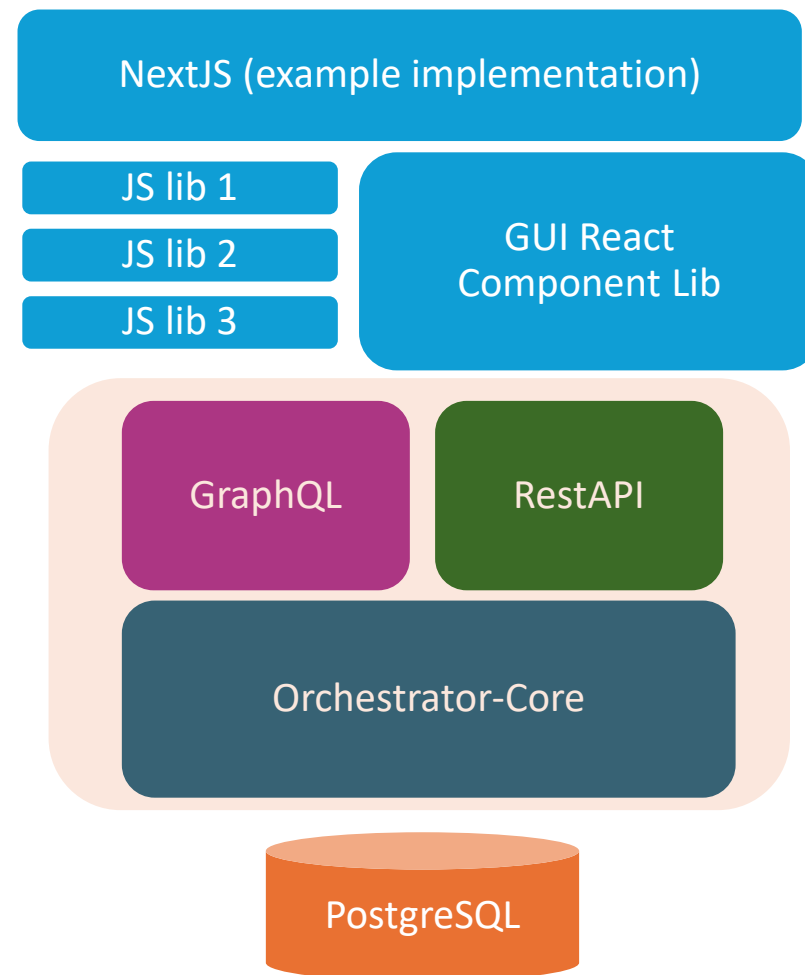 NextJS (example implementation)
JS lib 1
JS lib 2
JS lib 3
GUI React
Component Lib
GraphQL
RestAPI
Orchestrator-Core
PostgreSQL